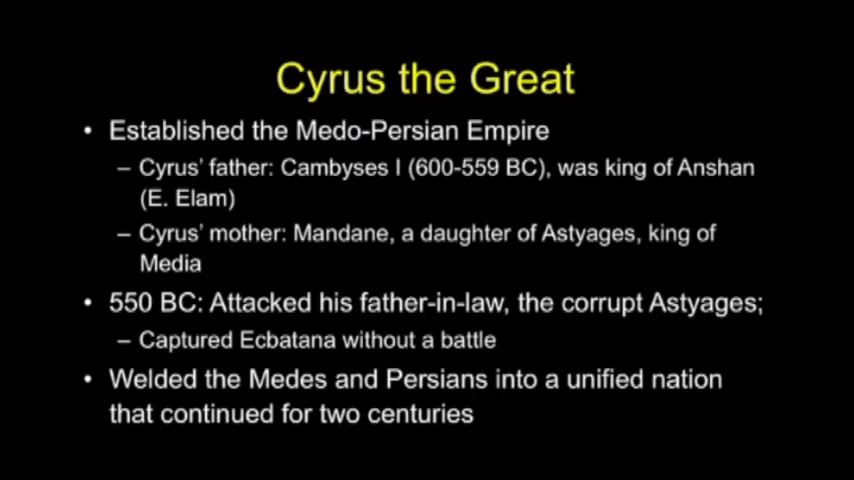 Cyrus the Great
• Established the Medo-Persian Empire
– Cyrus' father: Cambyses I (600-559 BC), was king of Anshan
(E. Elam)
– Cyrus' mother: Mandane, a daughter of Astyages, king of
Media
• 550 BC: Attacked his father-in-law, the corrupt Astyages;
– Captured Ecbatana without a battle
• Welded the Medes and Persians into a unified nation
that continued for two centuries